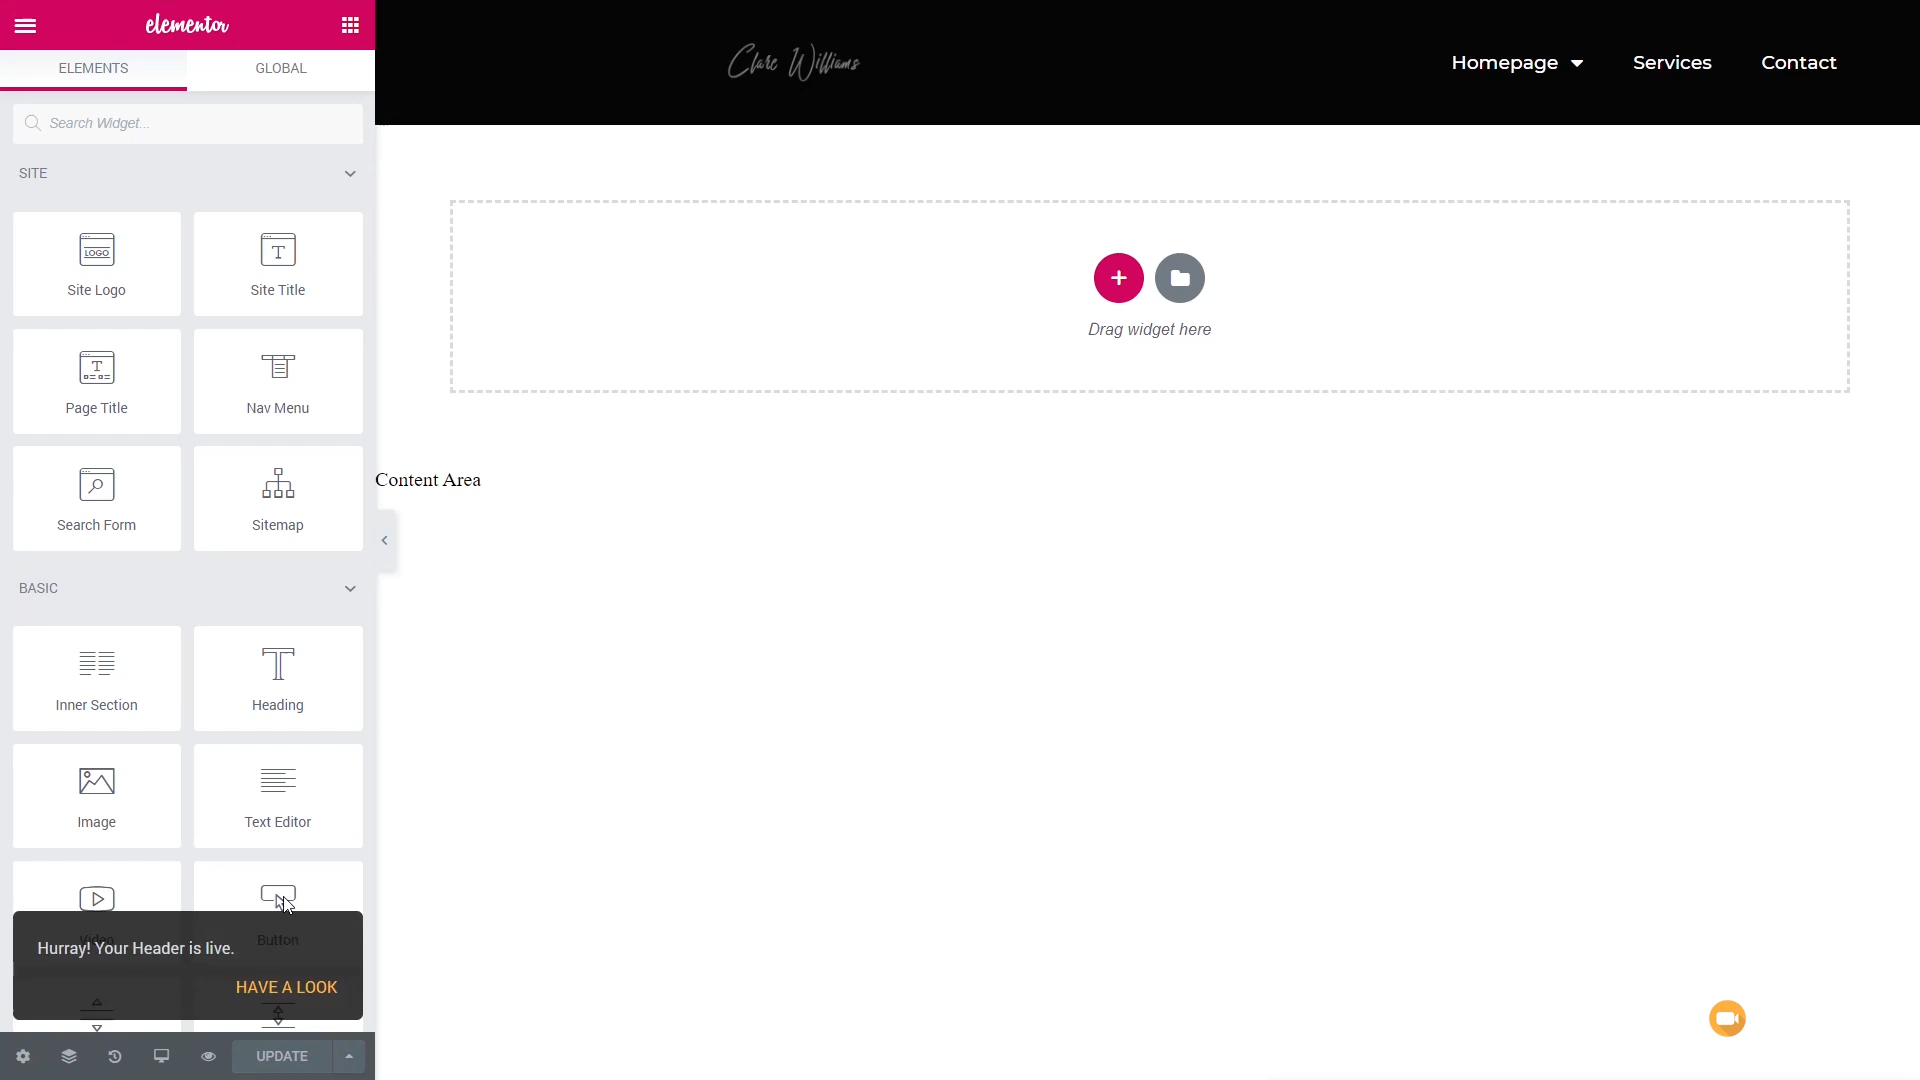 elementor
ELEMENTS
GLOBAL
Search Widget...
SITE
LOGO
T
Site Logo
Site Title
T
Page Title
Nav Menu
Search Form
Sitemap
BASIC
Inner Section
Heading
Image
Text Editor
Video
Button
Hurray! Your Header is live.
HAVE A LOOK
UPDATE
Clare Williams
Homepage
Services
Contact
Drag widget here
Content Area